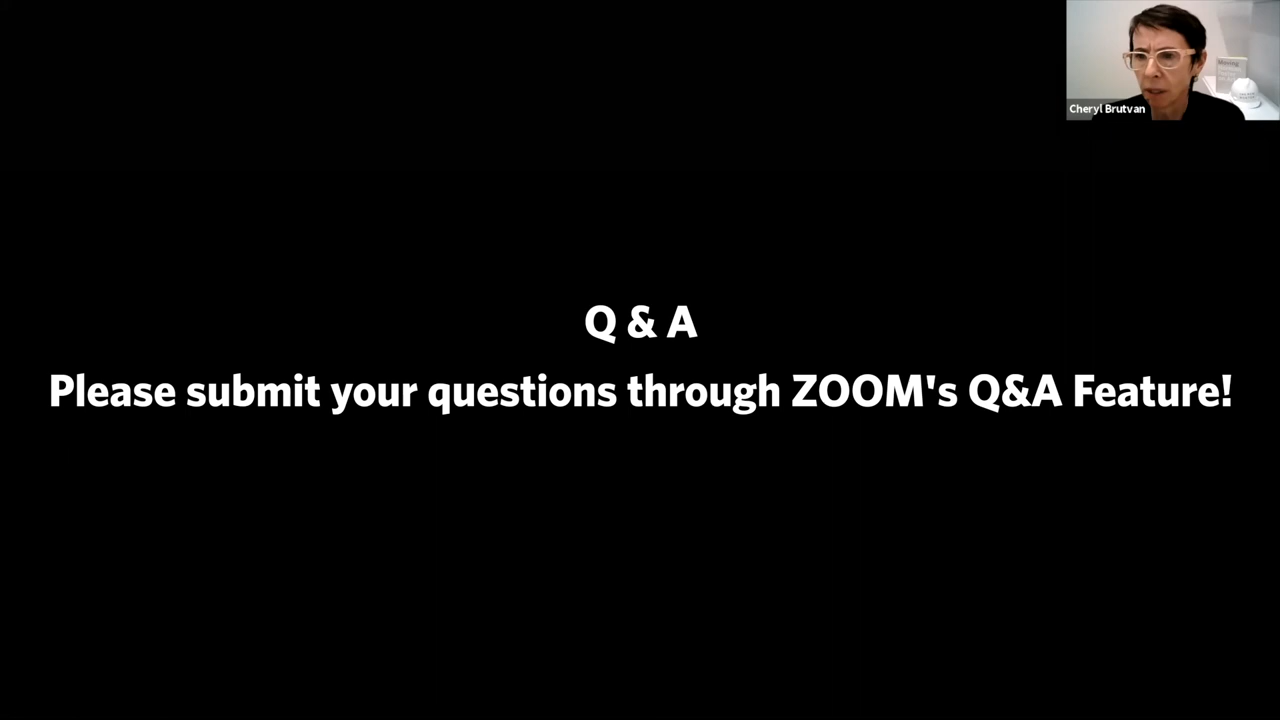 Cheryl Brutvan
Q & A
Please submit your questions through ZOOM's Q&A Feature!